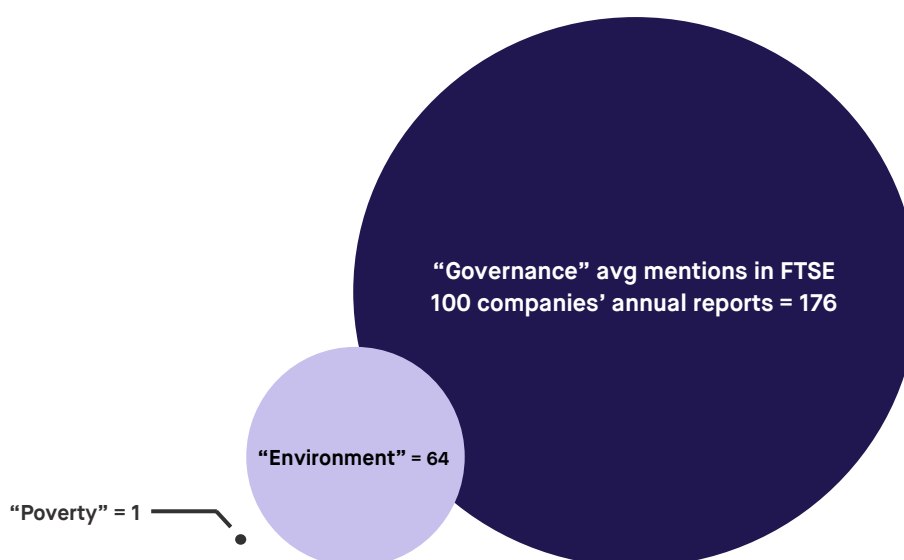 “Governance” avg mentions in FTSE
100 companies’ annual reports = 176
“Environment” = 64
“Poverty” = 1